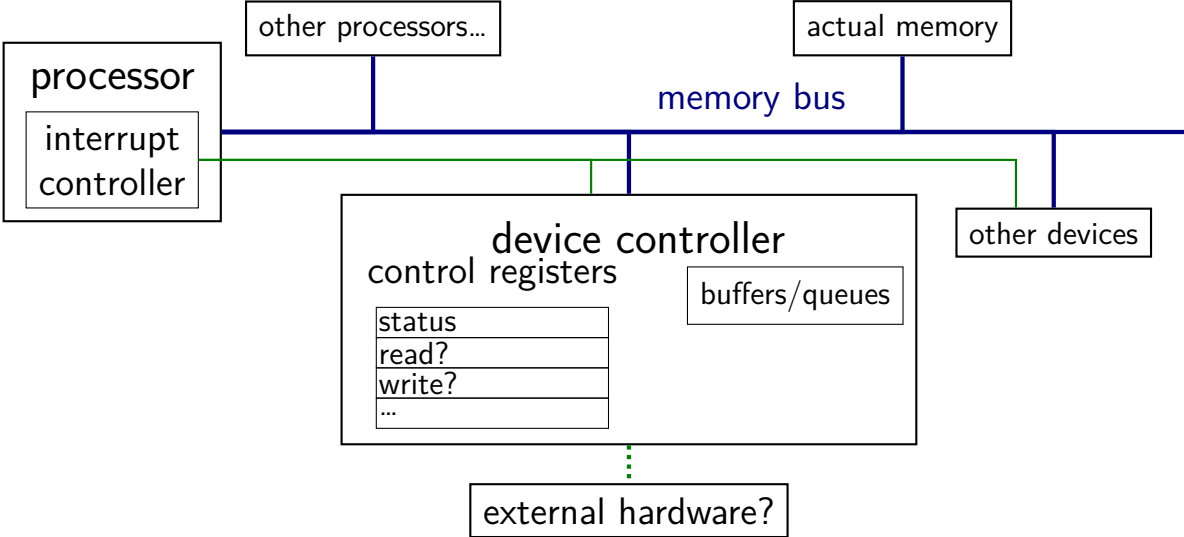 other processors…
actual memory
processor
memory bus
interrupt
controller
device controller
other devices
control registers
buffers/queues
status
read?
write?
…
external hardware?